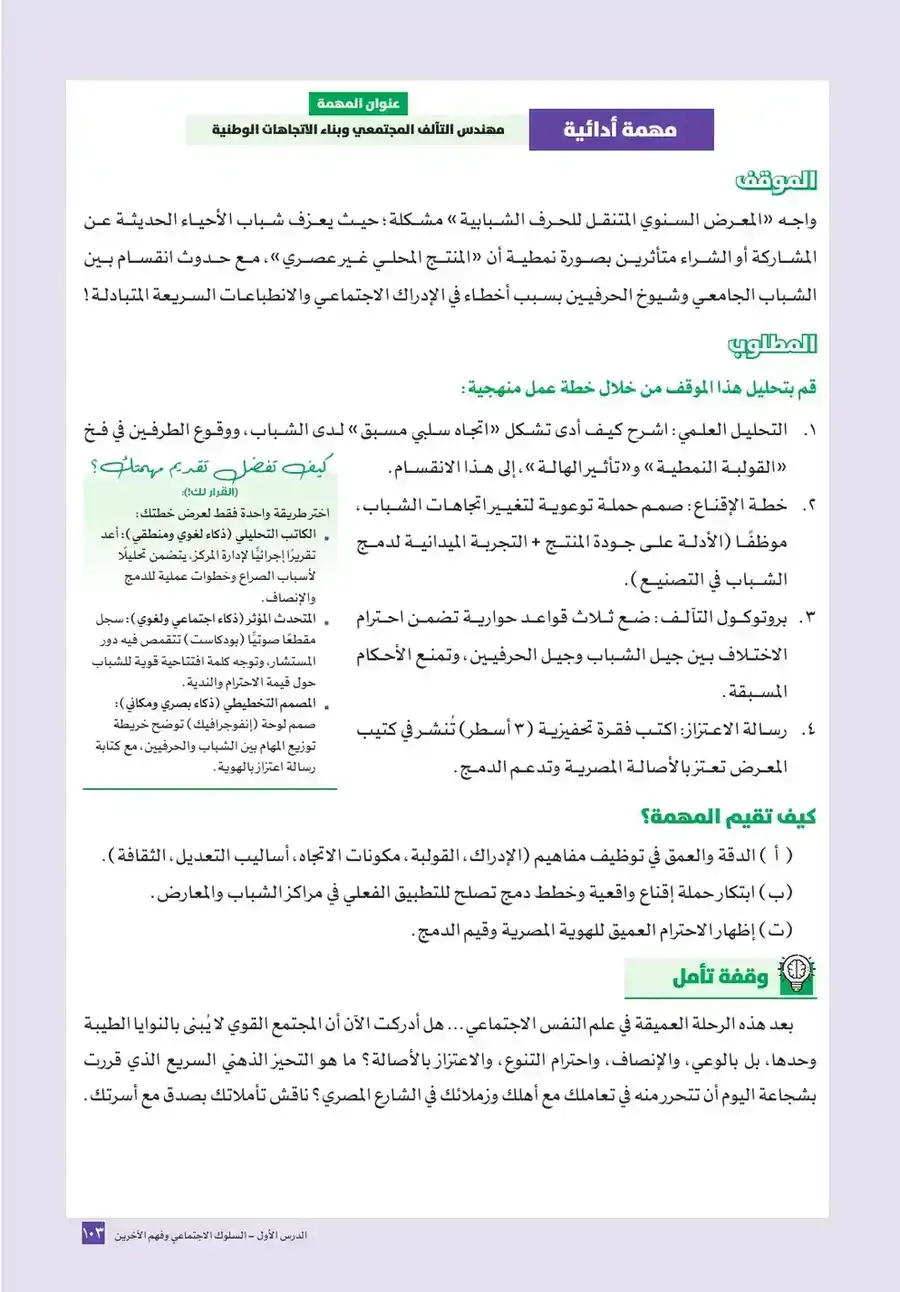 عنوان المهمة
مهمة أدائية
مهندس التآلف المجتمعي وبناء الاتجاهات الوطنية
الموقف
واجه «المعرض السنوي المتنقل للحرف الشبابية» مشكلة؛ حيث يعزف شباب الأحياء الحديثة عن
المشاركة أو الشراء متأثرين بصورة نمطية أن «المنتج المحلي غير عصري»، مع حدوث انقسام بين
الشباب الجامعي وشيوخ الحرفيين بسبب أخطاء في الإدراك الاجتماعي والانطباعات السريعة المتبادلة!
المطلوب
قم بتحليل هذا الموقف من خلال خطة عمل منهجية:
١. التحليل العلمي: اشرح كيف أدى تشكل «اتجاه سلبي مسبق» لدى الشباب، ووقوع الطرفين في فخ
«القولبة النمطية» و«تأثير الهالة»، إلى هذا الانقسام.
٢. خطة الإقناع: صمم حملة توعوية لتغيير اتجاهات الشباب،
موظفًا (الأدلة على جودة المنتج + التجربة الميدانية لدمج
الشباب في التصنيع).
٣. بروتوكول التآلف: ضع ثلاث قواعد حوارية تضمن احترام
الاختلاف بين جيل الشباب وجيل الحرفيين، وتمنع الأحكام
المسبقة.
٤. رسالة الاعتزاز: اكتب فقرة تحفيزية (٣ أسطر) تُنشر في كتيب
المعرض تعتز بالأصالة المصرية وتدعم الدمج.
كيف تفضل تقديم مهمتك؟
(القرار لك!):
اختر طريقة واحدة فقط لعرض خطتك:
• الكاتب التحليلي (ذكاء لغوي ومنطقي): أعد
تقريرًا إجرائيًّا لإدارة المركز، يتضمن تحليلًا
لأسباب الصراع وخطوات عملية للدمج
والإنصاف.
• المتحدث المؤثر (ذكاء اجتماعي ولغوي): سجل
مقطعًا صوتيًّا (بودكاست) تتقمص فيه دور
المستشار، وتوجه كلمة افتتاحية قوية للشباب
حول قيمة الاحترام والندية.
• المصمم التخطيطي (ذكاء بصري ومكاني):
صمم لوحة (إنفوجرافيك) توضح خريطة
توزيع المهام بين الشباب والحرفيين، مع كتابة
رسالة اعتزاز بالهوية.
كيف تقيم المهمة؟
( أ ) الدقة والعمق في توظيف مفاهيم (الإدراك، القولبة، مكونات الاتجاه، أساليب التعديل، الثقافة).
(ب) ابتكار حملة إقناع واقعية وخطط دمج تصلح للتطبيق الفعلي في مراكز الشباب والمعارض.
(ت) إظهار الاحترام العميق للهوية المصرية وقيم الدمج.
وقفة تأمل
بعد هذه الرحلة العميقة في علم النفس الاجتماعي... هل أدركت الآن أن المجتمع القوي لا يُبنى بالنوايا الطيبة
وحدها، بل بالوعي، والإنصاف، واحترام التنوع، والاعتزاز بالأصالة؟ ما هو التحيز الذهني السريع الذي قررت
بشجاعة اليوم أن تتحرر منه في تعاملك مع أهلك وزملائك في الشارع المصري؟ ناقش تأملاتك بصدق مع أسرتك.
الدرس الأول – السلوك الاجتماعي وفهم الآخرين ١٠٣